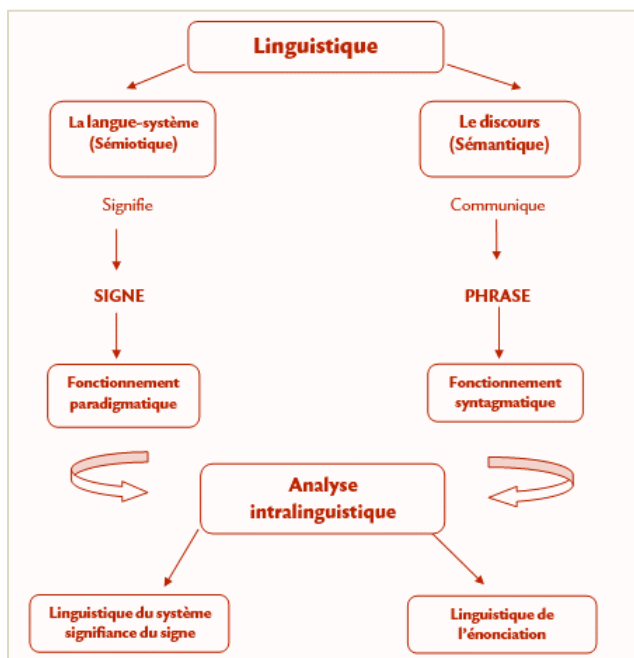 Linguistique
La langue-système
(Sémiotique)
Le discours
(Sémantique)
Signifie
Communique
SIGNE
PHRASE
Fonctionnement
paradigmatique
Fonctionnement
syntagmatique
Analyse
intralinguistique
Linguistique du système
signifiance du signe
Linguistique de
l'énonciation